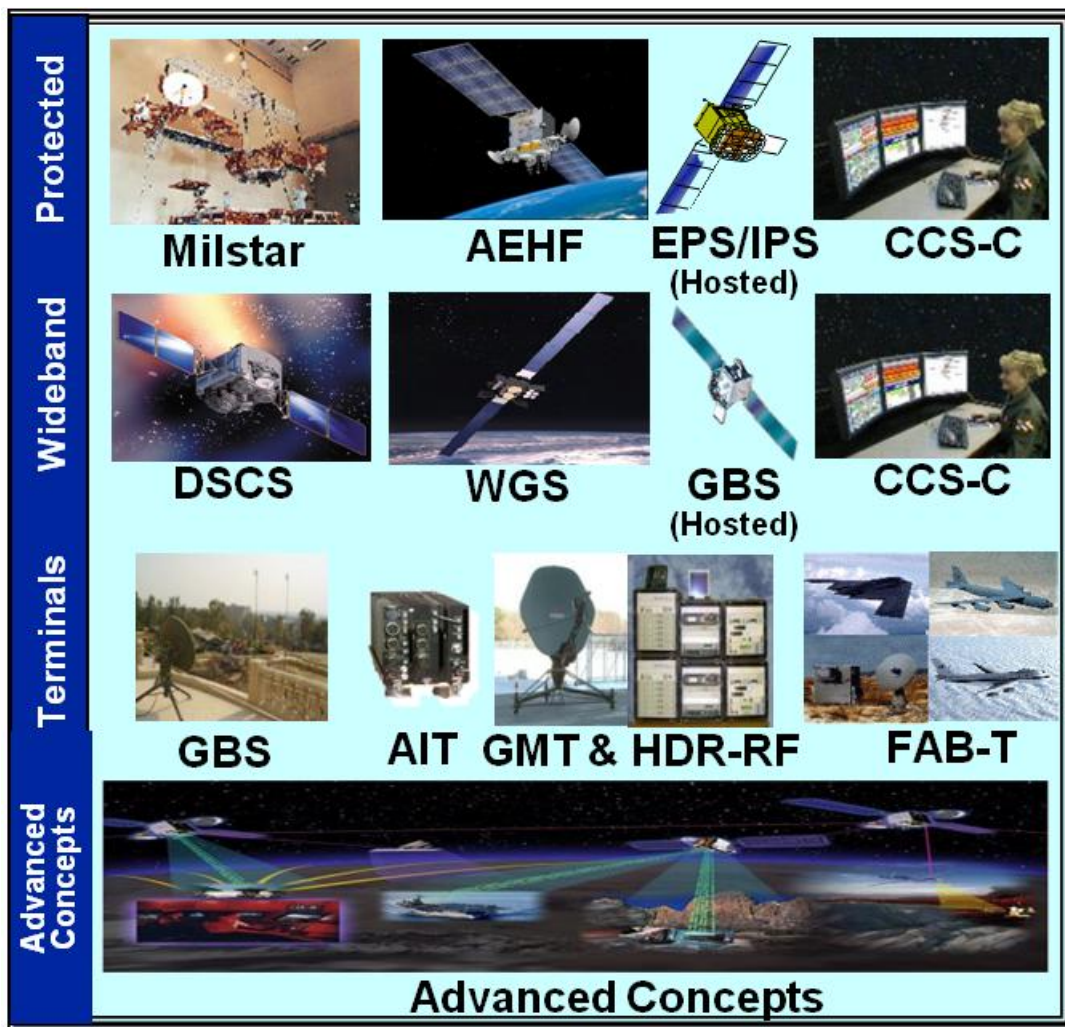 Protected
Milstar
AEHF
EPS/IPS
(Hosted)
CCS-C
Wideband
DSCS
WGS
GBS
(Hosted)
CCS-C
Terminals
GBS
AIT
GMT & HDR-RF
FAB-T
Advanced
Concepts
Advanced Concepts